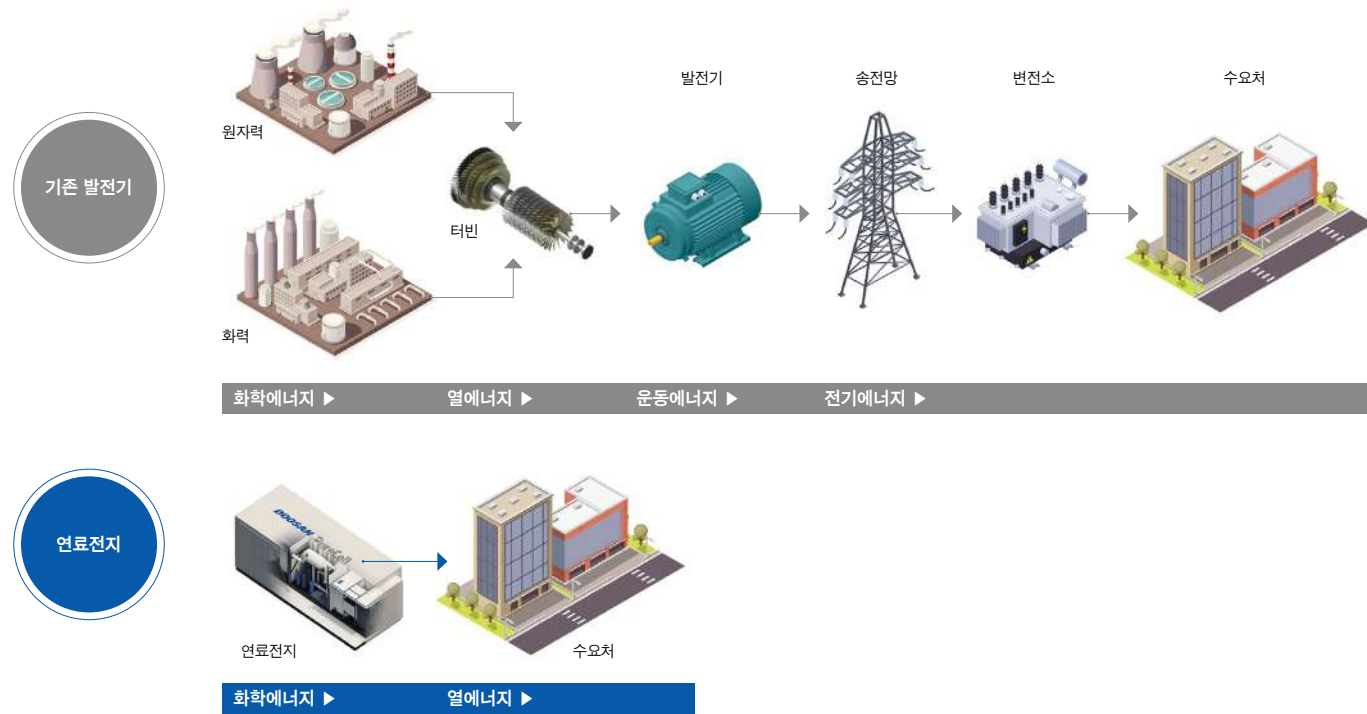 발전기
송전망
변전소
수요처
원자력
기존 발전기
터빈
화력
화학에너지 ▶
열에너지 ▶
운동에너지 ▶
전기에너지 ▶
연료전지
DOOSAN PureCell
연료전지
수요처
화학에너지 ▶
열에너지 ▶